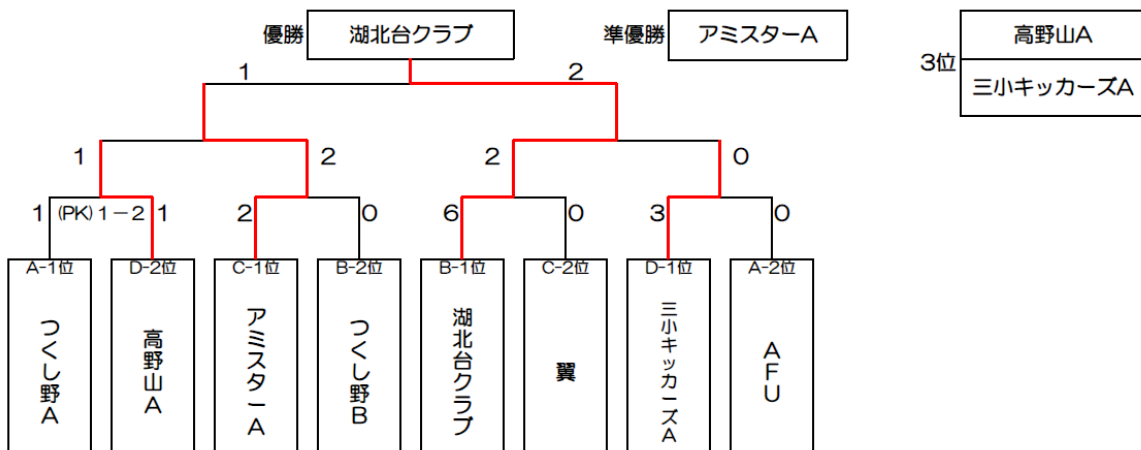 優勝 湖北台クラブ 準優勝 アミスターA
3位 高野山A
三小キッカーズA
1 2
1 2 2 0
1 (PK) 1－2 1 2 0 6 0 3 0
A-1位 D-2位 C-1位 B-2位 B-1位 C-2位 D-1位 A-2位
つくし野A
高野山A
アミスターA
つくし野B
湖北台クラブ
翼
三小キッカーズA
AFU